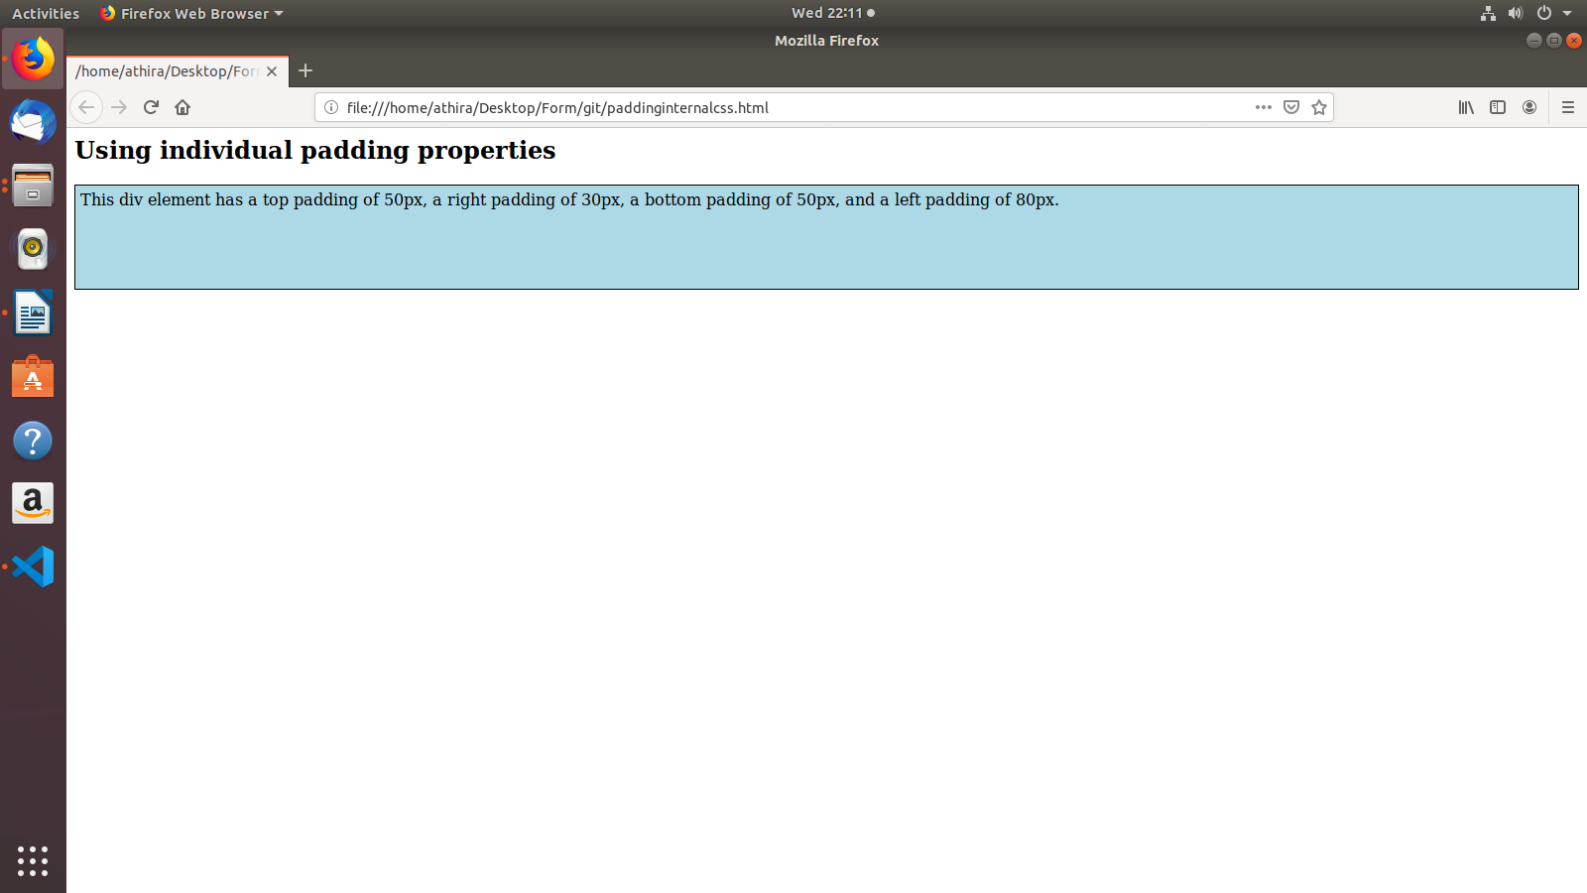 Activities Firefox Web Browser Wed 22:11
Mozilla Firefox
/home/athira/Desktop/For
file:///home/athira/Desktop/Form/git/paddinginternalcss.html
Using individual padding properties
This div element has a top padding of 50px, a right padding of 30px, a bottom padding of 50px, and a left padding of 80px.